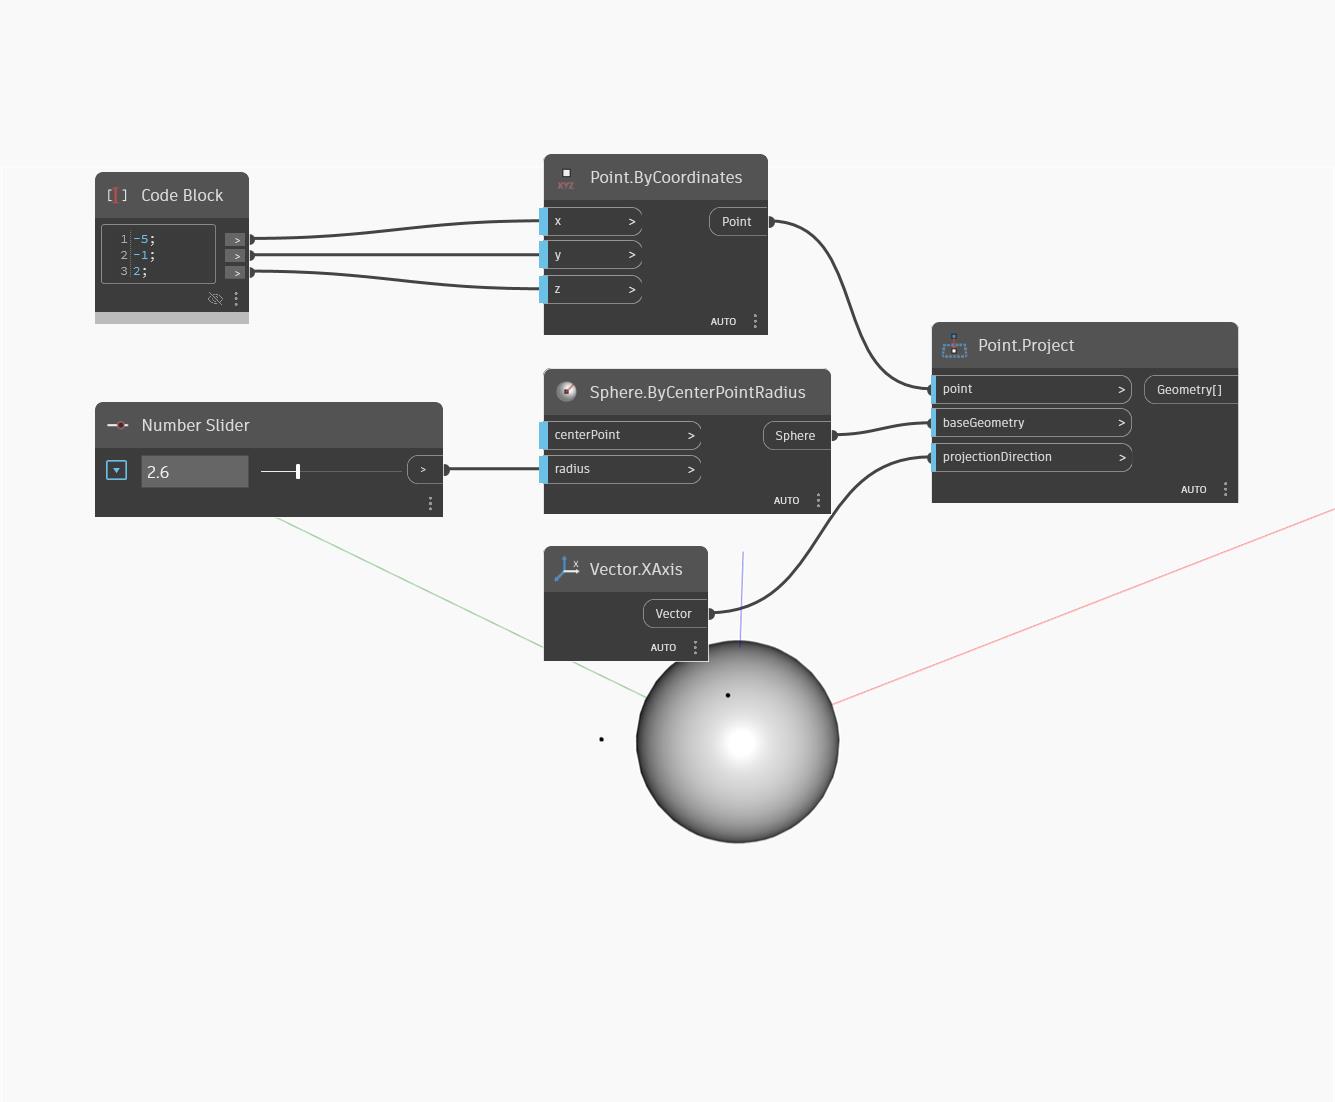 Code Block
1 -5;
2 -1;
3 2;
>
>
>
XYZ
Point.ByCoordinates
x >
y >
z >
Point
AUTO
Number Slider
2.6
>
Sphere.ByCenterPointRadius
centerPoint >
radius >
Sphere
AUTO
x
Vector.XAxis
Vector
AUTO
Point.Project
point >
baseGeometry >
projectionDirection >
Geometry[]
AUTO